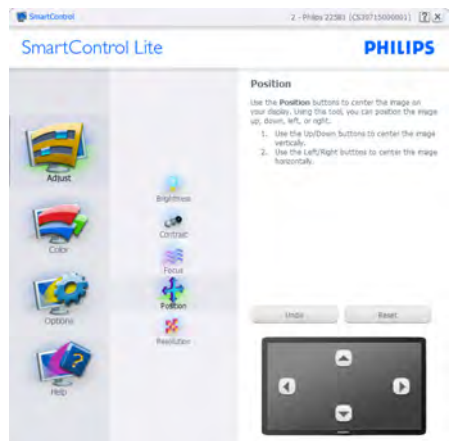 SmartControl
2 - Philips 225B1 (CS30715000001)
SmartControl Lite
PHILIPS
Position
Use the Position buttons to center the image on
your display. Using this tool, you can position the image
up, down, left, or right.
1. Use the Up/Down buttons to center the image
vertically.
2. Use the Left/Right buttons to center the image
horizontally.
Adjust
Color
Options
Help
Brightness
Contrast
Focus
Position
Resolution
Undo
Reset